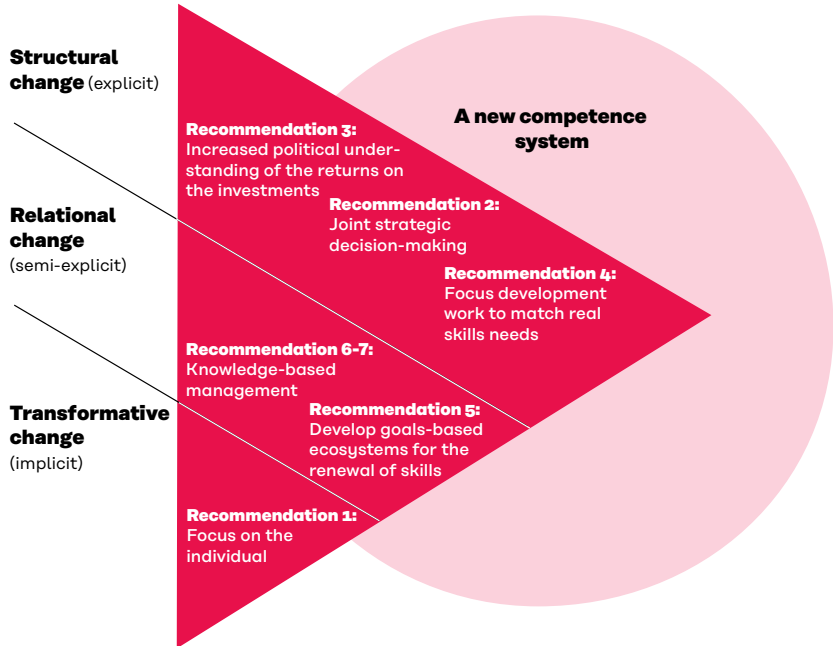 Structural
change (explicit)
A new competence
system
Recommendation 3:
Increased political under-
standing of the returns on
the investments
Recommendation 2:
Joint strategic
decision-making
Relational
change
(semi-explicit)
Recommendation 4:
Focus development
work to match real
skills needs
Recommendation 6-7:
Knowledge-based
management
Transformative
change
(implicit)
Recommendation 5:
Develop goals-based
ecosystems for the
renewal of skills
Recommendation 1:
Focus on the
individual